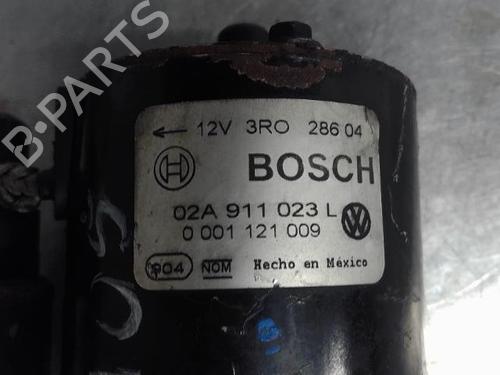 ← 12V 3RO 286 04
BOSCH
02A 911 023 L
0 001 121 009
904 NOM Hecho en México
B-PARTS